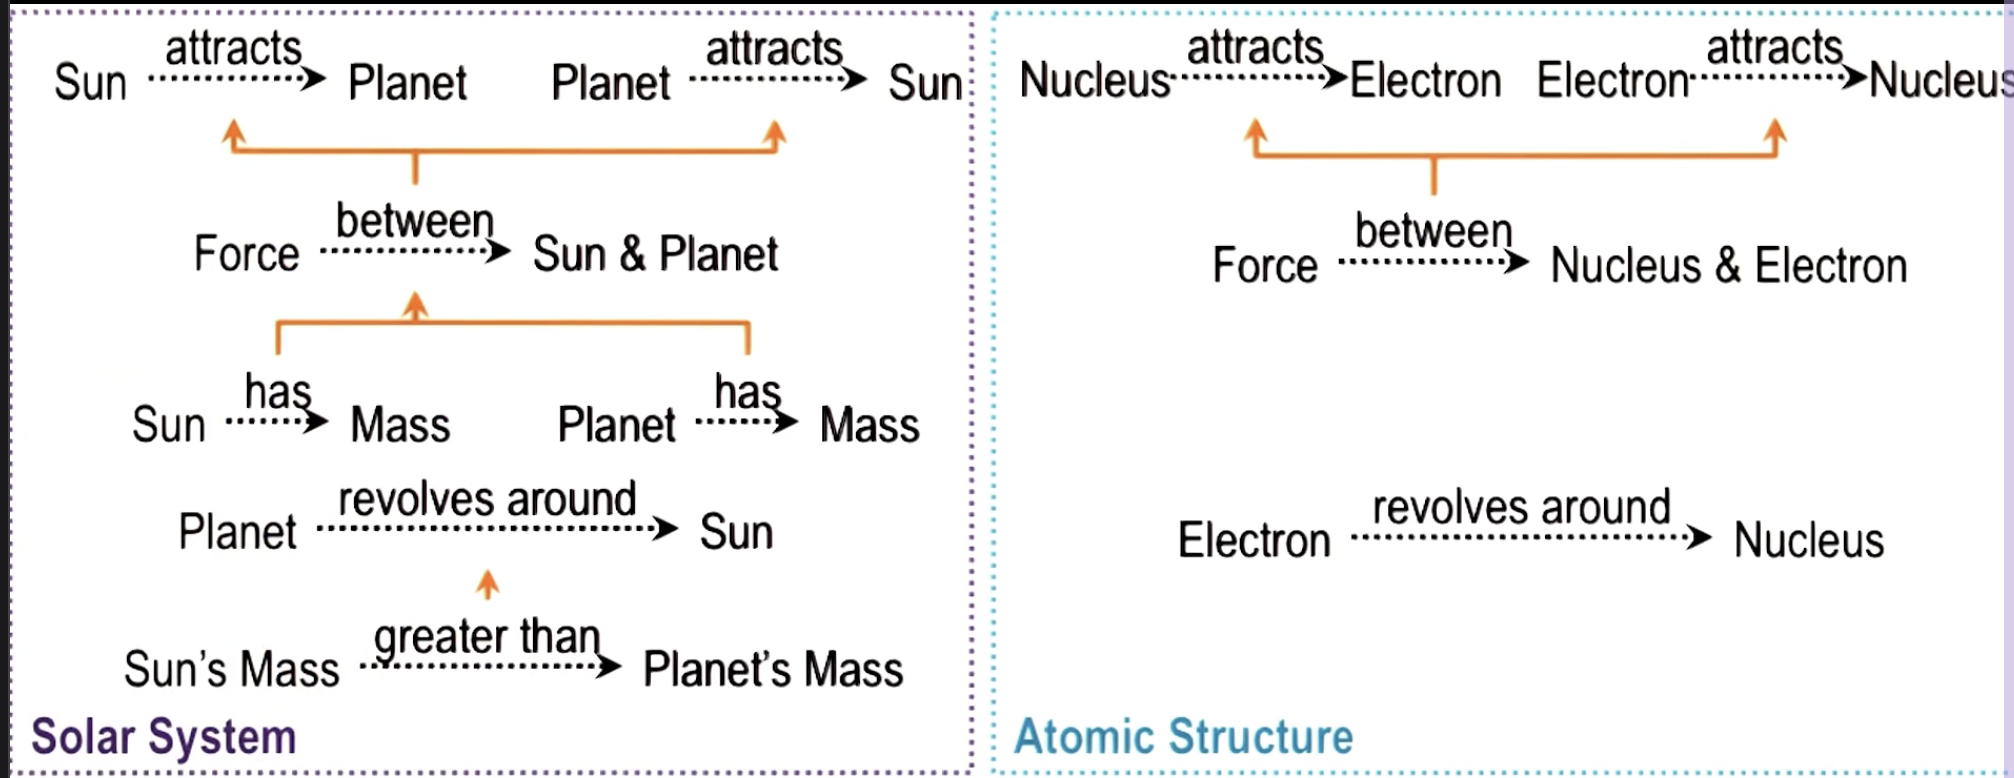 attracts attracts attracts attracts
Sun Planet Planet Sun Nucleus Electron Electron Nucleus
between between
Force Sun & Planet Force Nucleus & Electron
has has
Sun Mass Planet Mass
revolves around revolves around
Planet Sun Electron Nucleus
greater than
Sun's Mass Planet's Mass
Solar System Atomic Structure